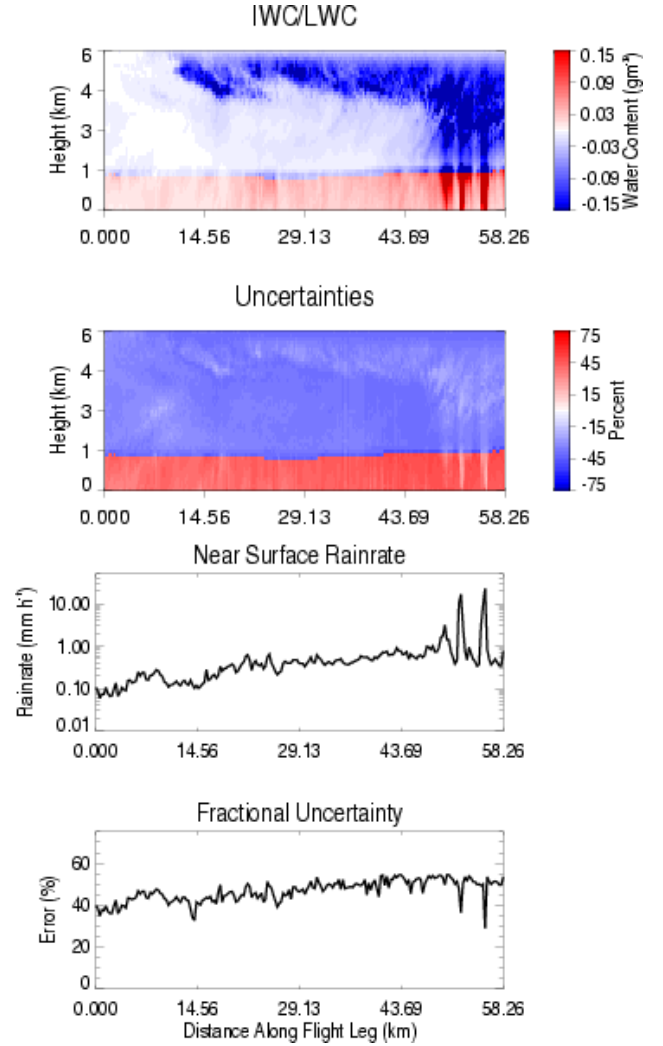 IWC/LWC
6
4
3
1
0
Height (km)
0.000 14.56 29.13 43.69 58.26
0.15
0.09
0.03
-0.03
-0.09
-0.15
Water Content (gm⁻³)
Uncertainties
6
4
3
1
0
Height (km)
0.000 14.56 29.13 43.69 58.26
75
45
15
-15
-45
-75
Percent
Near Surface Rainrate
10.00
1.00
0.10
0.01
Rainrate (mm h⁻¹)
0.000 14.56 29.13 43.69 58.26
Fractional Uncertainty
60
40
20
0
Error (%)
0.000 14.56 29.13 43.69 58.26
Distance Along Flight Leg (km)